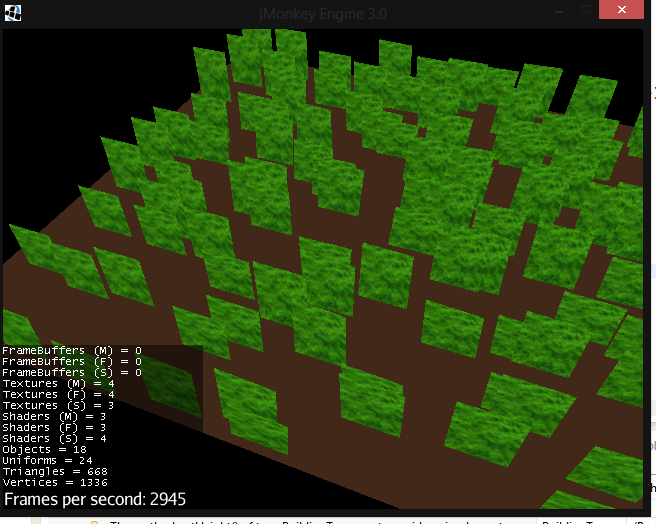 jMonkey Engine 3.0
FrameBuffers (M) = 0
FrameBuffers (F) = 0
FrameBuffers (S) = 0
Textures (M) = 4
Textures (F) = 4
Textures (S) = 3
Shaders (M) = 3
Shaders (F) = 3
Shaders (S) = 4
Objects = 18
Uniforms = 24
Triangles = 668
Vertices = 1336
Frames per second: 2945